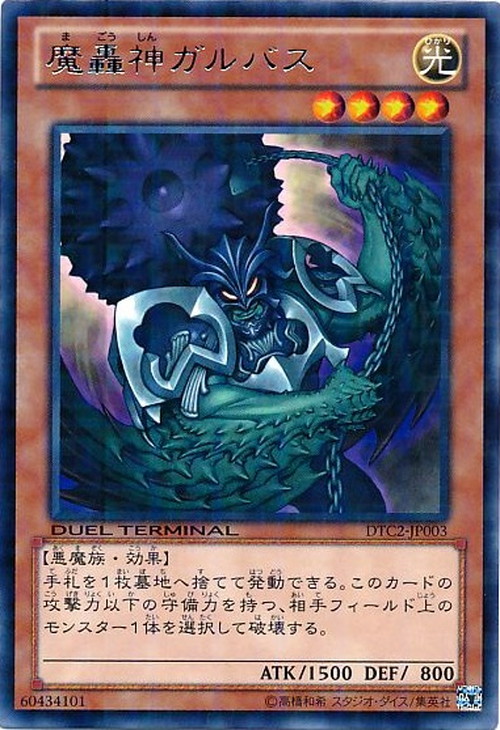 魔轟神ガルバス
ま ごう しん
光
ひかり
DUEL TERMINAL
DTC2-JP003
【悪魔族・効果】
手札を1枚墓地へ捨てて発動できる。このカードの
攻撃力以下の守備力を持つ、相手フィールド上の
モンスター1体を選択して破壊する。
ATK/1500 DEF/ 800
60434101
©高橋和希 スタジオ・ダイス/集英社